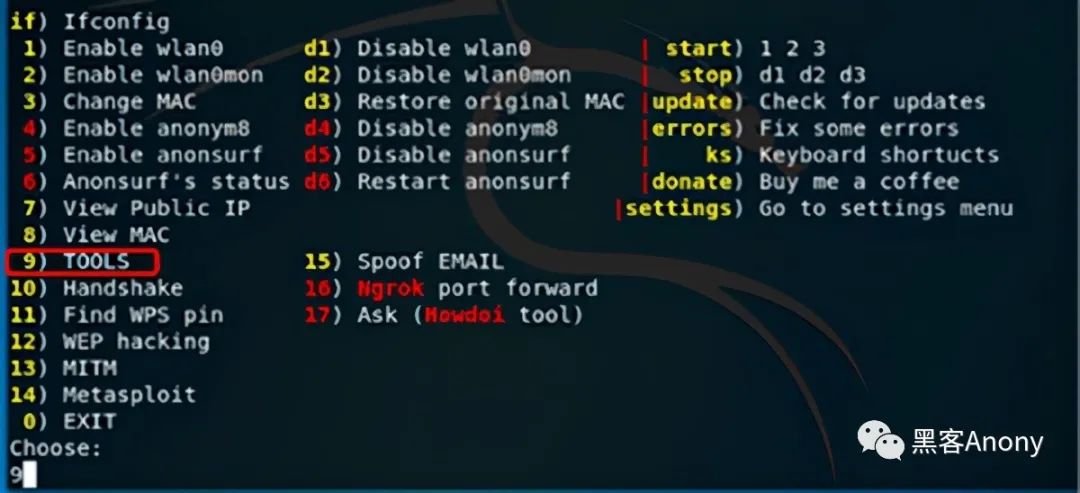 if) Ifconfig
1) Enable wlan0 d1) Disable wlan0 | start) 1 2 3
2) Enable wlan0mon d2) Disable wlan0mon | stop) d1 d2 d3
3) Change MAC d3) Restore original MAC |update) Check for updates
4) Enable anonym8 d4) Disable anonym8 |errors) Fix some errors
5) Enable anonsurf d5) Disable anonsurf | ks) Keyboard shortucts
6) Anonsurf's status d6) Restart anonsurf |donate) Buy me a coffee
7) View Public IP |settings) Go to settings menu
8) View MAC
9) TOOLS 15) Spoof EMAIL
10) Handshake 16) Ngrok port forward
11) Find WPS pin 17) Ask (Howdoi tool)
12) WEP hacking
13) MITM
14) Metasploit
0) EXIT
Choose:
9
黑客Anony